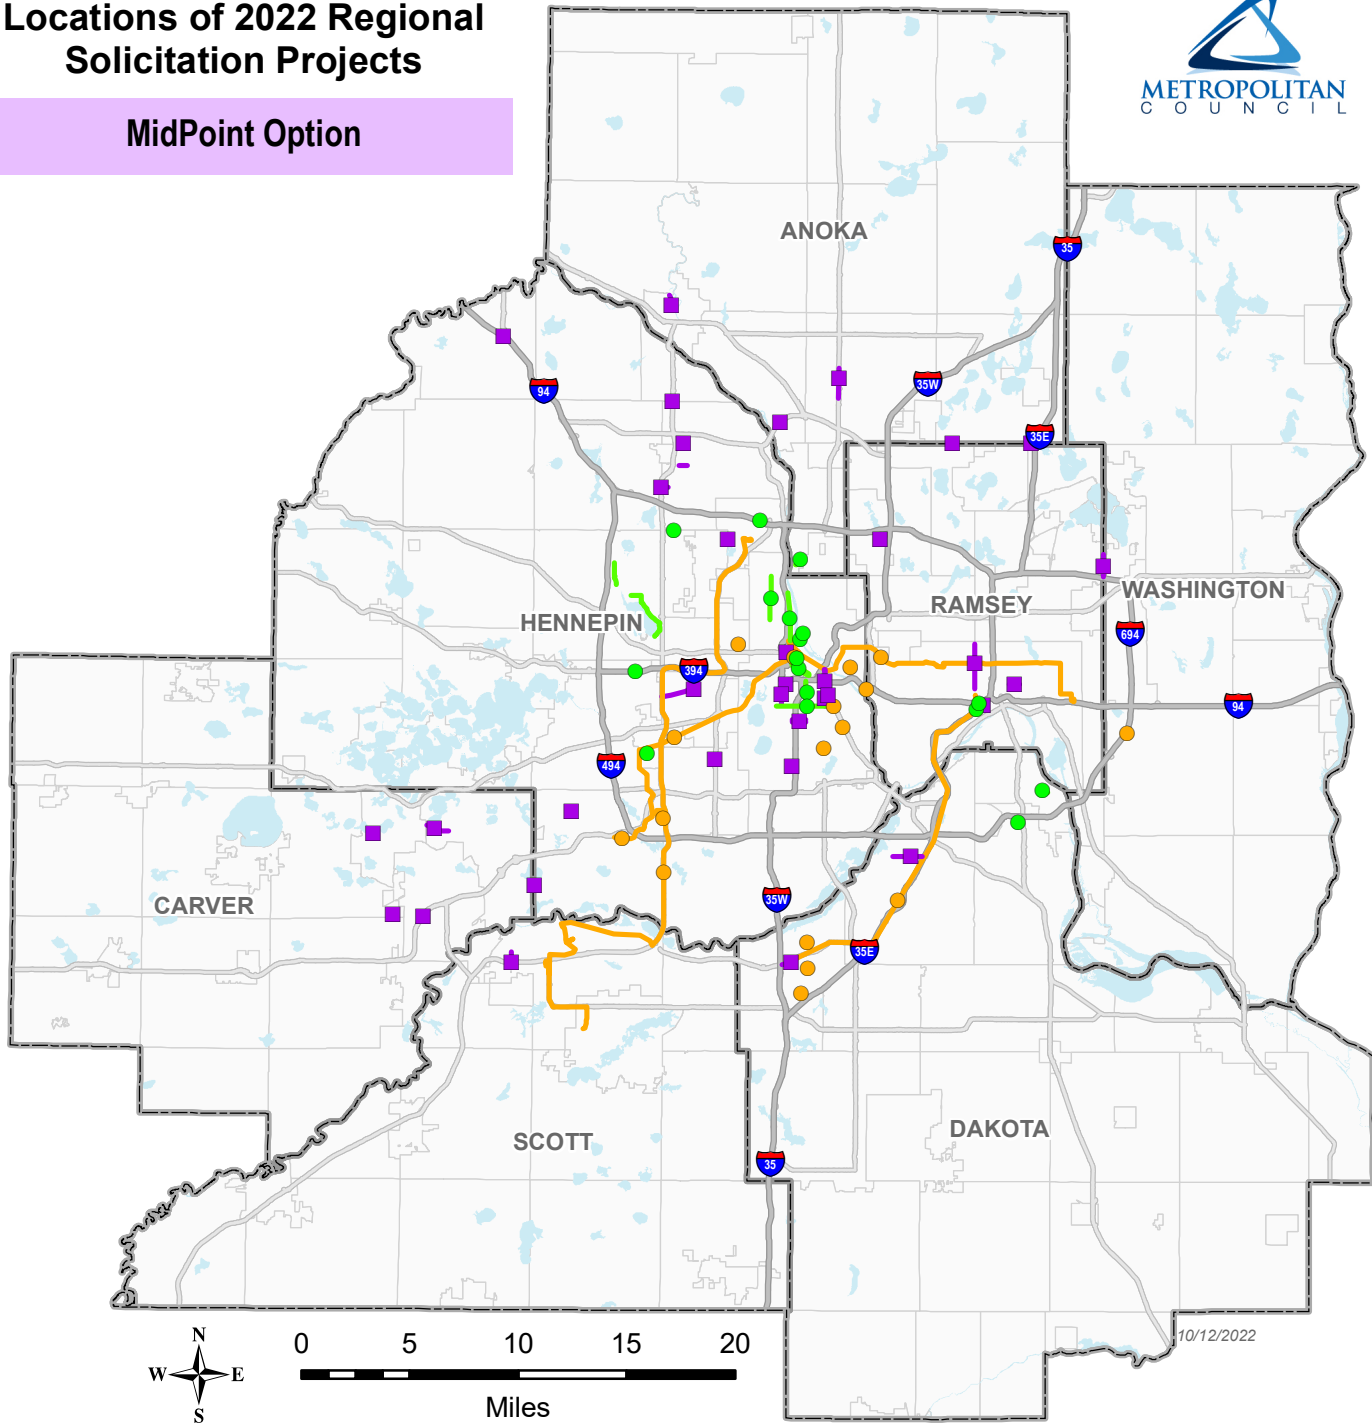 Locations of 2022 Regional
Solicitation Projects
MidPoint Option
METROPOLITAN
COUNCIL
ANOKA
35
94
35W
35E
HENNEPIN
RAMSEY
WASHINGTON
694
394
94
494
CARVER
35W
35E
SCOTT
DAKOTA
35
10/12/2022
N
W E
S
0 5 10 15 20
Miles